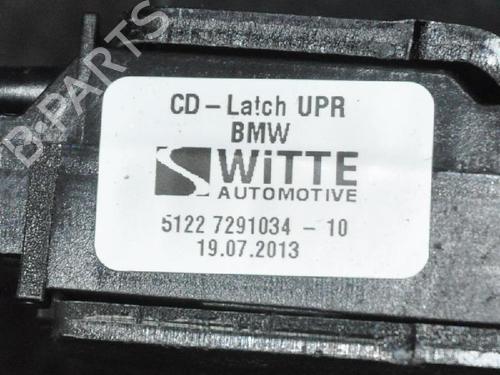 CD-Latch UPR
BMW
WiTTE
AUTOMOTIVE
5122 7291034 - 10
19.07.2013
B-PARTS